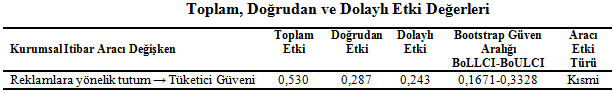 Toplam, Doğrudan ve Dolaylı Etki Değerleri
Kurumsal Itibar Aracı Değişken Toplam Etki Doğrudan Etki Dolaylı Etki Bootstrap Güven Aralığı BoLLCI-BoULCI Aracı Etki Türü
Reklamlara yönelik tutum → Tüketici Güveni 0,530 0,287 0,243 0,1671-0,3328 Kısmi